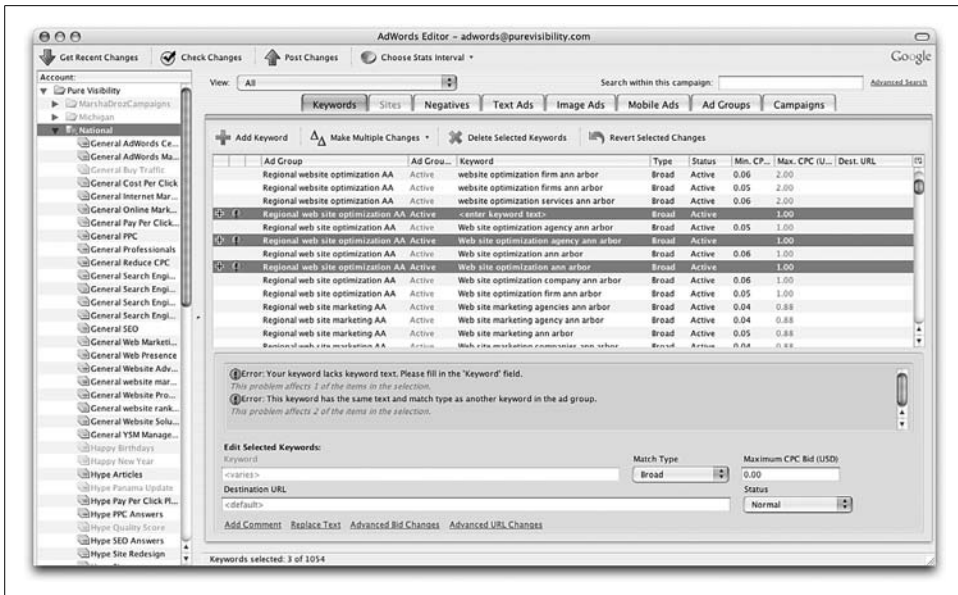 AdWords Editor – adwords@purevisibility.com
Get Recent Changes Check Changes Post Changes Choose Stats Interval Google
Account:
Pure Visibility
MarshaDrozCampaigns
Michigan
National
General AdWords Ce...
General AdWords Ma...
General Buy Traffic
General Cost Per Click
General Internet Mar...
General Online Mark...
General Pay Per Click...
General PPC
General Professionals
General Reduce CPC
General Search Engi...
General Search Engi...
General Search Engi...
General Search Engi...
General SEO
General Web Marketi...
General Web Presence
General Website Adv...
General website mar...
General Website Pro...
General website rank...
General Website Solu...
General YSM Manage...
Happy Birthdays
Happy New Year
Hype Articles
Hype Panama Update
Hype Pay Per Click Pl...
Hype PPC Answers
Hype Quality Score
Hype SEO Answers
Hype Site Redesign
View: All Search within this campaign: Advanced Search
Keywords Sites Negatives Text Ads Image Ads Mobile Ads Ad Groups Campaigns
Add Keyword Make Multiple Changes Delete Selected Keywords Revert Selected Changes
Ad Group Ad Grou... Keyword Type Status Min. CP... Max. CPC (U... Dest. URL
Regional website optimization AA Active website optimization firm ann arbor Broad Active 0.06 2.00
Regional website optimization AA Active website optimization firms ann arbor Broad Active 0.05 2.00
Regional website optimization AA Active website optimization services ann arbor Broad Active 0.06 2.00
Regional web site optimization AA Active <enter keyword text> Broad Active 1.00
Regional web site optimization AA Active Web site optimization agency ann arbor Broad Active 0.05 1.00
Regional web site optimization AA Active Web site optimization agency ann arbor Broad Active 1.00
Regional web site optimization AA Active Web site optimization ann arbor Broad Active 0.06 1.00
Regional web site optimization AA Active Web site optimization ann arbor Broad Active 1.00
Regional web site optimization AA Active Web site optimization company ann arbor Broad Active 0.06 1.00
Regional web site optimization AA Active Web site optimization firm ann arbor Broad Active 0.05 1.00
Regional web site marketing AA Active Web site marketing agencies ann arbor Broad Active 0.04 0.88
Regional web site marketing AA Active Web site marketing agency ann arbor Broad Active 0.04 0.88
Regional web site marketing AA Active Web site marketing ann arbor Broad Active 0.05 0.88
Regional web site marketing AA Active Web site marketing companies ann arbor Broad Active 0.04 0.88
Error: Your keyword lacks keyword text. Please fill in the 'Keyword' field.
This problem affects 1 of the items in the selection.
Error: This keyword has the same text and match type as another keyword in the ad group.
This problem affects 2 of the items in the selection.
Edit Selected Keywords:
Keyword Match Type Maximum CPC Bid (USD)
<varies> Broad 0.00
Destination URL Status
<default> Normal
Add Comment Replace Text Advanced Bid Changes Advanced URL Changes
Keywords selected: 3 of 1054